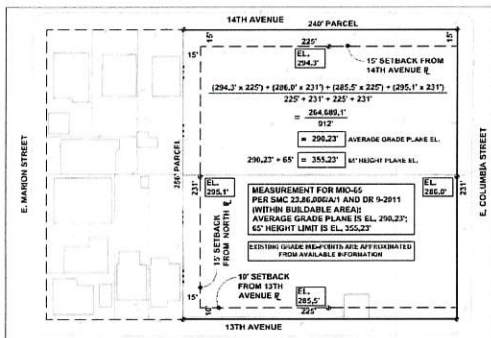 14TH AVENUE
240' PARCEL
15'
15'
15'
225'
EL.
294.3'
15' SETBACK FROM
14TH AVENUE PL
(294.3' x 225') + (286.0' x 231') + (285.5' x 225') + (295.1' x 231')
225' + 231' + 225' + 231'
= 264,689.1'
912'
= 290.23' AVERAGE GRADE PLANE EL.
290.23' + 65' = 355.23' 65' HEIGHT PLANE EL.
E. MARION STREET
256' PARCEL
231'
EL.
295.1'
EL.
286.0'
231'
E. COLUMBIA STREET
MEASUREMENT FOR MIO-65
PER SMC 23.86.006/A/1 AND DR 9-2011
(WITHIN BUILDABLE AREA):
AVERAGE GRADE PLANE IS EL. 290.23';
65' HEIGHT LIMIT IS EL. 355.23'
EXISTING GRADE MID-POINTS ARE APPROXIMATED
FROM AVAILABLE INFORMATION
15' SETBACK
FROM NORTH PL
10' SETBACK
FROM 13TH
AVENUE PL
15'
10'
EL.
285.5'
225'
13TH AVENUE